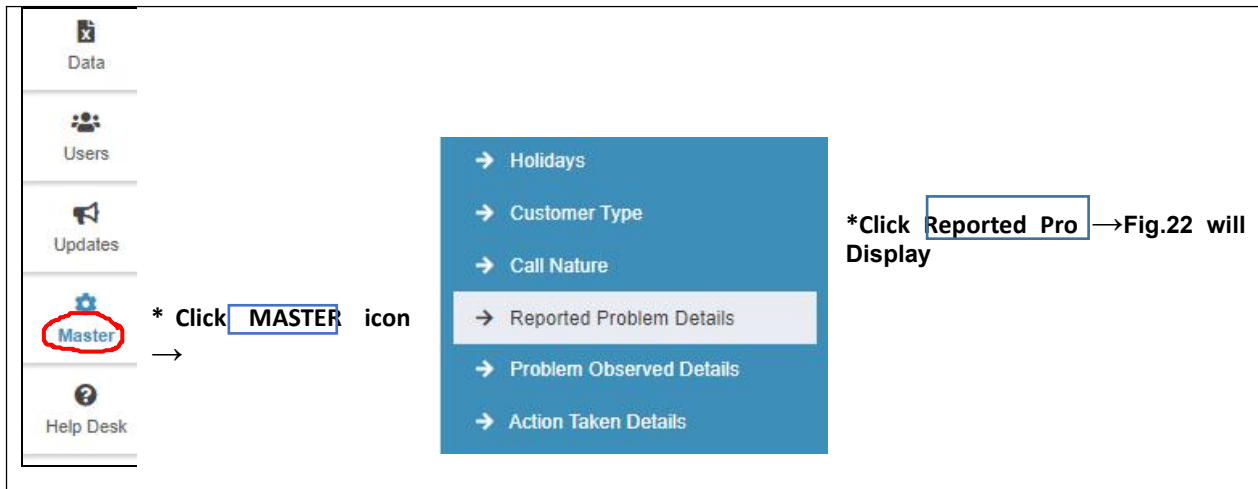 Data
Users
Updates
Master
Help Desk
* Click MASTER icon
→
→ Holidays
→ Customer Type
→ Call Nature
→ Reported Problem Details
→ Problem Observed Details
→ Action Taken Details
*Click Reported Pro →Fig.22 will
Display